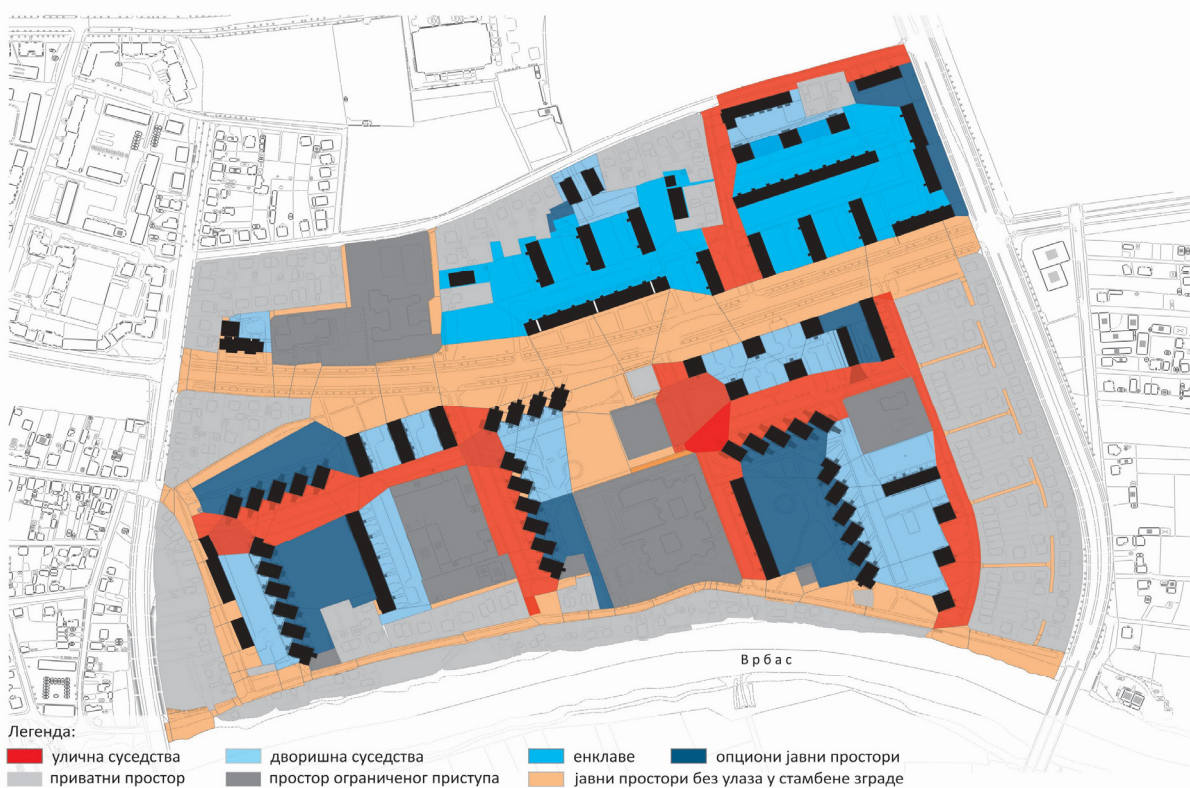 Врбас
Легенда:
улична суседства дворишна суседства енклаве опциони јавни простори
приватни простор простор ограниченог приступа јавни простори без улаза у стамбене зграде